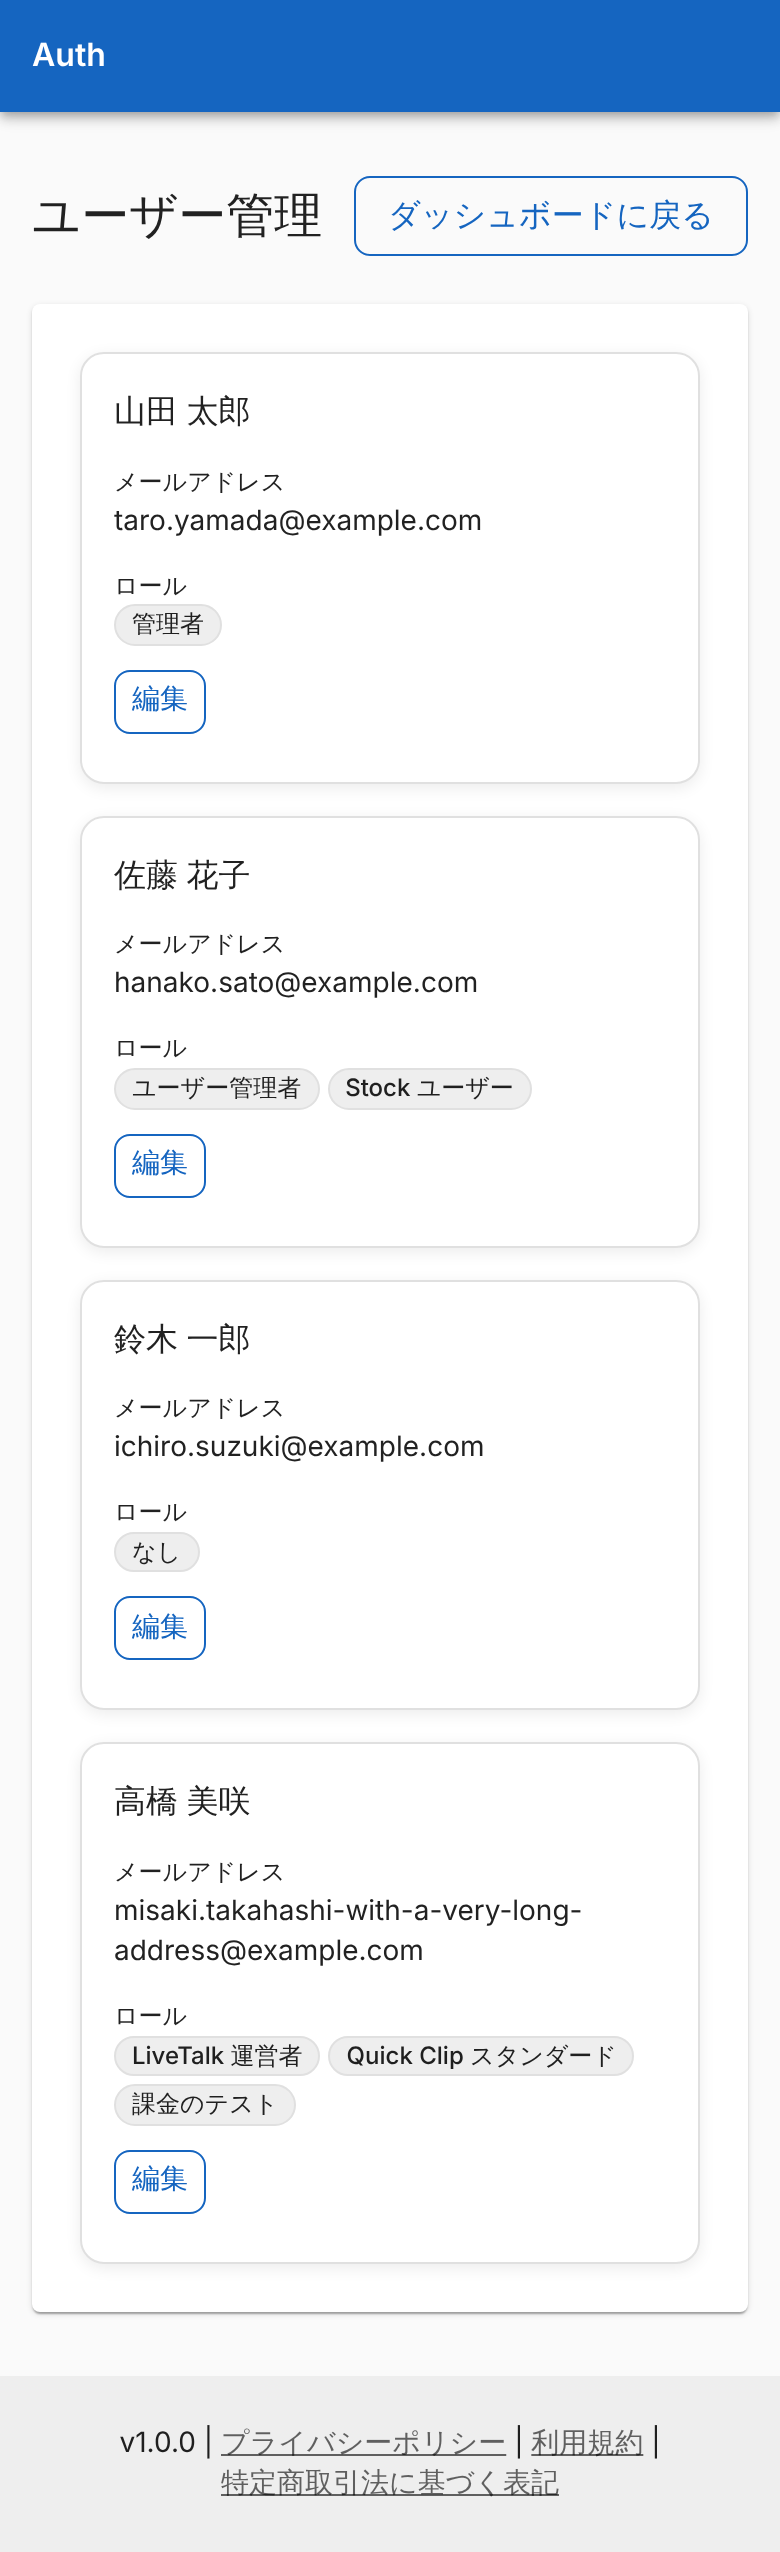 Auth
ユーザー管理
ダッシュボードに戻る
山田 太郎
メールアドレス
taro.yamada@example.com
ロール
管理者
編集
佐藤 花子
メールアドレス
hanako.sato@example.com
ロール
ユーザー管理者 Stock ユーザー
編集
鈴木 一郎
メールアドレス
ichiro.suzuki@example.com
ロール
なし
編集
高橋 美咲
メールアドレス
misaki.takahashi-with-a-very-long-
address@example.com
ロール
LiveTalk 運営者 Quick Clip スタンダード
課金のテスト
編集
v1.0.0 | プライバシーポリシー | 利用規約 |
特定商取引法に基づく表記